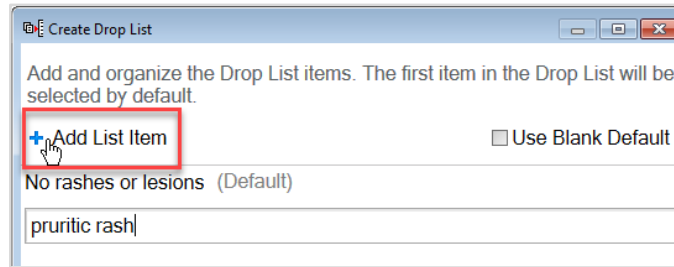 Create Drop List
Add and organize the Drop List items. The first item in the Drop List will be
selected by default.
+ Add List Item
Use Blank Default
No rashes or lesions (Default)
pruritic rash